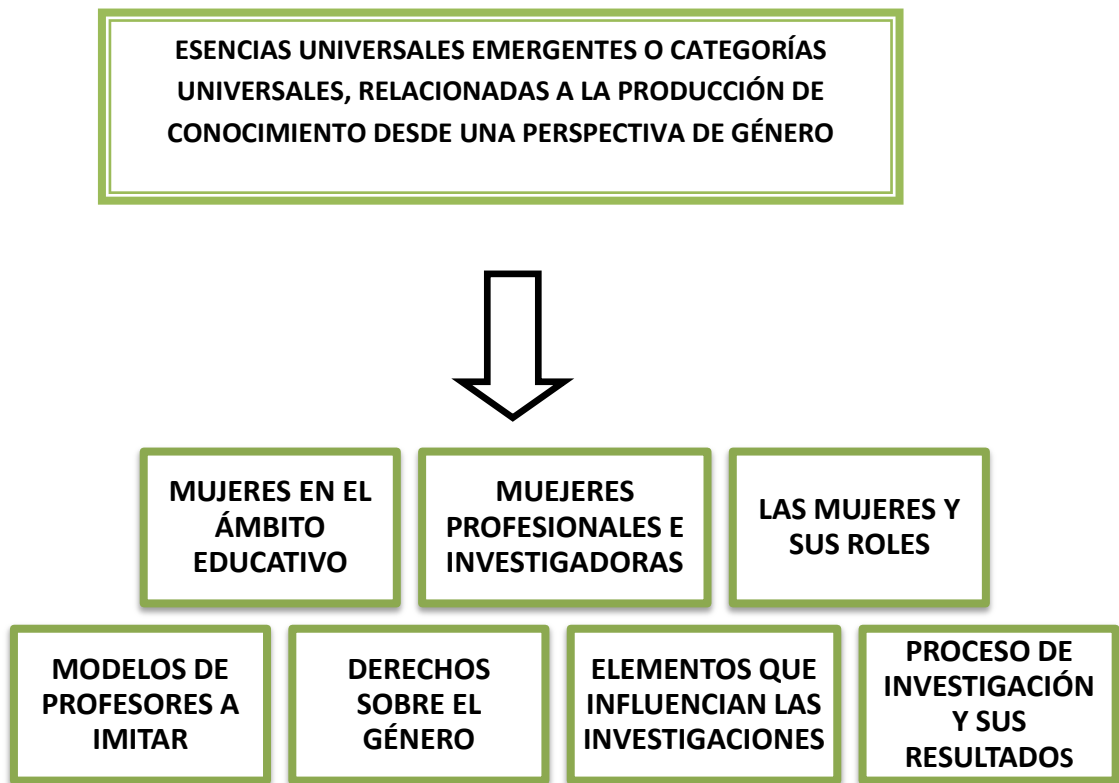 ESENCIAS UNIVERSALES EMERGENTES O CATEGORÍAS
UNIVERSALES, RELACIONADAS A LA PRODUCCIÓN DE
CONOCIMIENTO DESDE UNA PERSPECTIVA DE GÉNERO
MUJERES EN EL
ÁMBITO
EDUCATIVO
MUEJERES
PROFESIONALES E
INVESTIGADORAS
LAS MUJERES Y
SUS ROLES
MODELOS DE
PROFESORES A
IMITAR
DERECHOS
SOBRE EL
GÉNERO
ELEMENTOS QUE
INFLUENCIAN LAS
INVESTIGACIONES
PROCESO DE
INVESTIGACIÓN
Y SUS
RESULTADOs